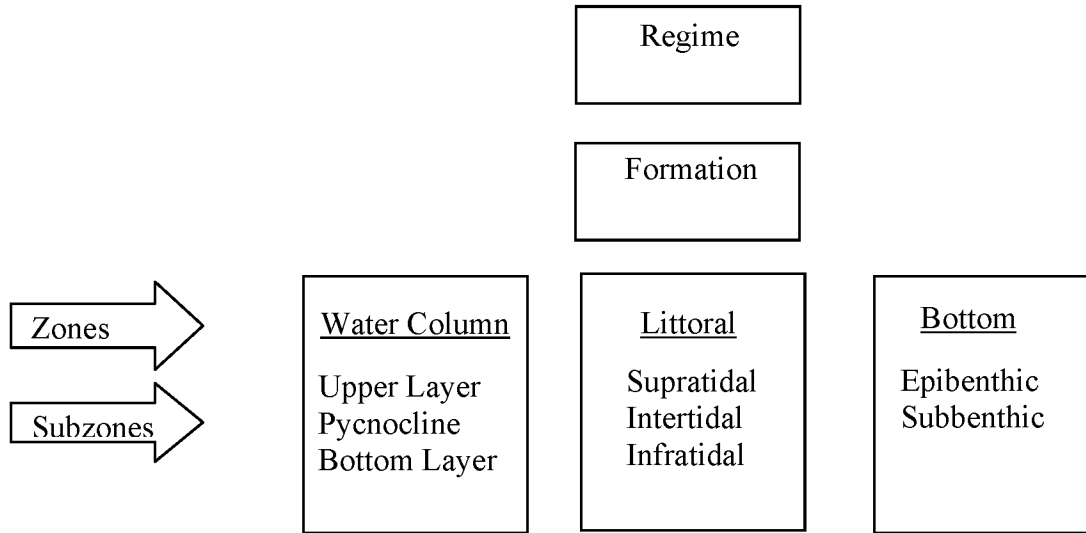 Regime
Formation
Zones
Subzones
Water Column
Upper Layer
Pycnocline
Bottom Layer
Littoral
Supratidal
Intertidal
Infratidal
Bottom
Epibenthic
Subbenthic